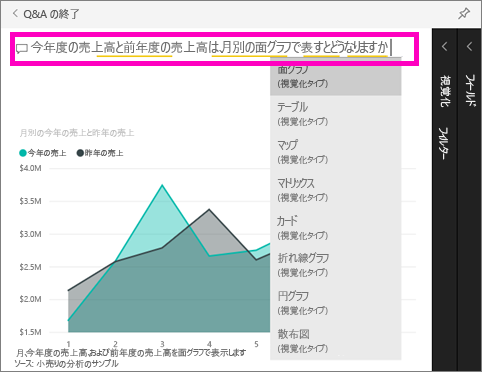 Q&A の終了
今年度の売上高と前年度の売上高は、月別の面グラフで表すとどうなりますか
面グラフ
(視覚化タイプ)
テーブル
(視覚化タイプ)
マップ
(視覚化タイプ)
マトリックス
(視覚化タイプ)
カード
(視覚化タイプ)
折れ線グラフ
(視覚化タイプ)
円グラフ
(視覚化タイプ)
散布図
(視覚化タイプ)
月別の今年の売上と昨年の売上
今年の売上 昨年の売上
$4.0M
$3.5M
$3.0M
$2.5M
$2.0M
$1.5M
1 2 3 4 5
月、今年度の売上高、および前年度の売上高を面グラフで表示します
ソース: 小売りの分析のサンプル
視覚化
フィルター
フィールド